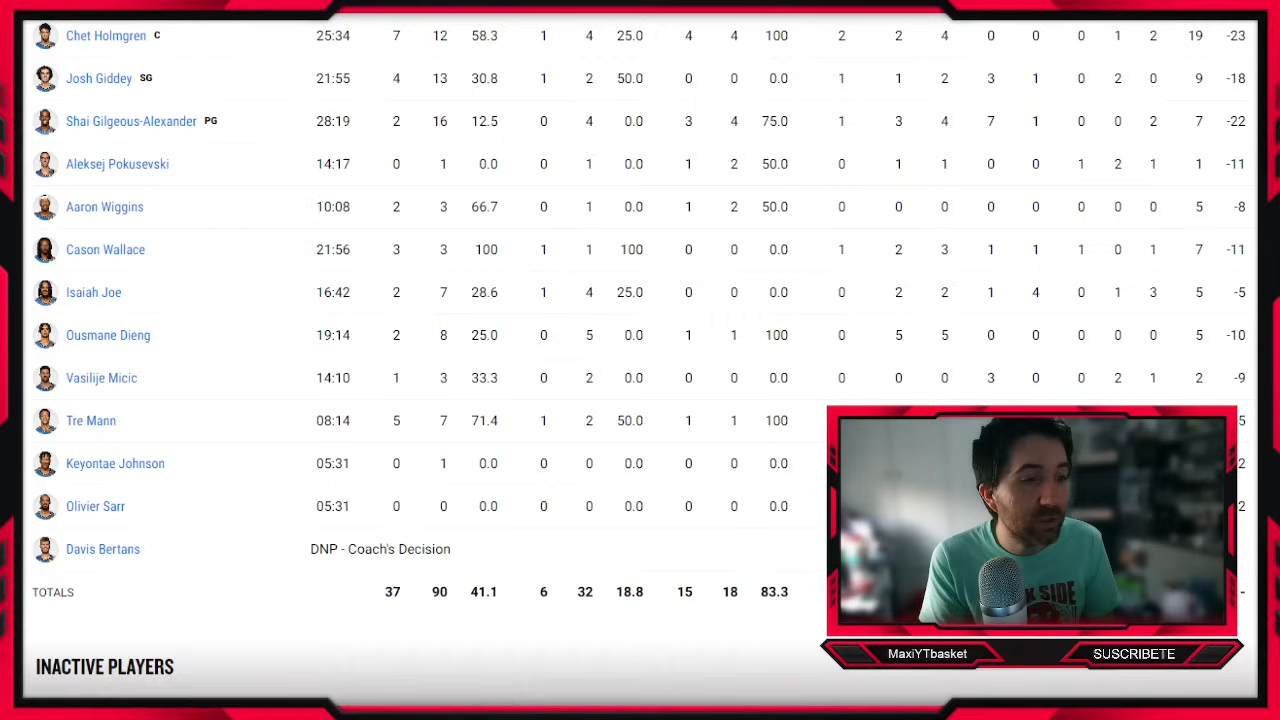 Chet Holmgren C 25:34 7 12 58.3 1 4 25.0 4 4 100 2 2 4 0 0 0 1 2 19 -23
Josh Giddey SG 21:55 4 13 30.8 1 2 50.0 0 0 0.0 1 1 2 3 1 0 2 0 9 -18
Shai Gilgeous-Alexander PG 28:19 2 16 12.5 0 4 0.0 3 4 75.0 1 3 4 7 1 0 0 2 7 -22
Aleksej Pokusevski 14:17 0 1 0.0 0 1 0.0 1 2 50.0 0 1 1 0 0 1 2 1 1 -11
Aaron Wiggins 10:08 2 3 66.7 0 1 0.0 1 2 50.0 0 0 0 0 0 0 0 0 5 -8
Cason Wallace 21:56 3 3 100 1 1 100 0 0 0.0 1 2 3 1 1 1 0 1 7 -11
Isaiah Joe 16:42 2 7 28.6 1 4 25.0 0 0 0.0 0 2 2 1 4 0 1 3 5 -5
Ousmane Dieng 19:14 2 8 25.0 0 5 0.0 1 1 100 0 5 5 0 0 0 0 0 5 -10
Vasilije Micic 14:10 1 3 33.3 0 2 0.0 0 0 0.0 0 0 0 3 0 0 2 1 2 -9
Tre Mann 08:14 5 7 71.4 1 2 50.0 1 1 100 5
Keyontae Johnson 05:31 0 1 0.0 0 0 0.0 0 0 0.0 2
Olivier Sarr 05:31 0 0 0.0 0 0 0.0 0 0 0.0 2
Davis Bertans DNP - Coach's Decision
TOTALS 37 90 41.1 6 32 18.8 15 18 83.3 -
INACTIVE PLAYERS
SIDE
MaxiYTbasket
SUSCRIBETE